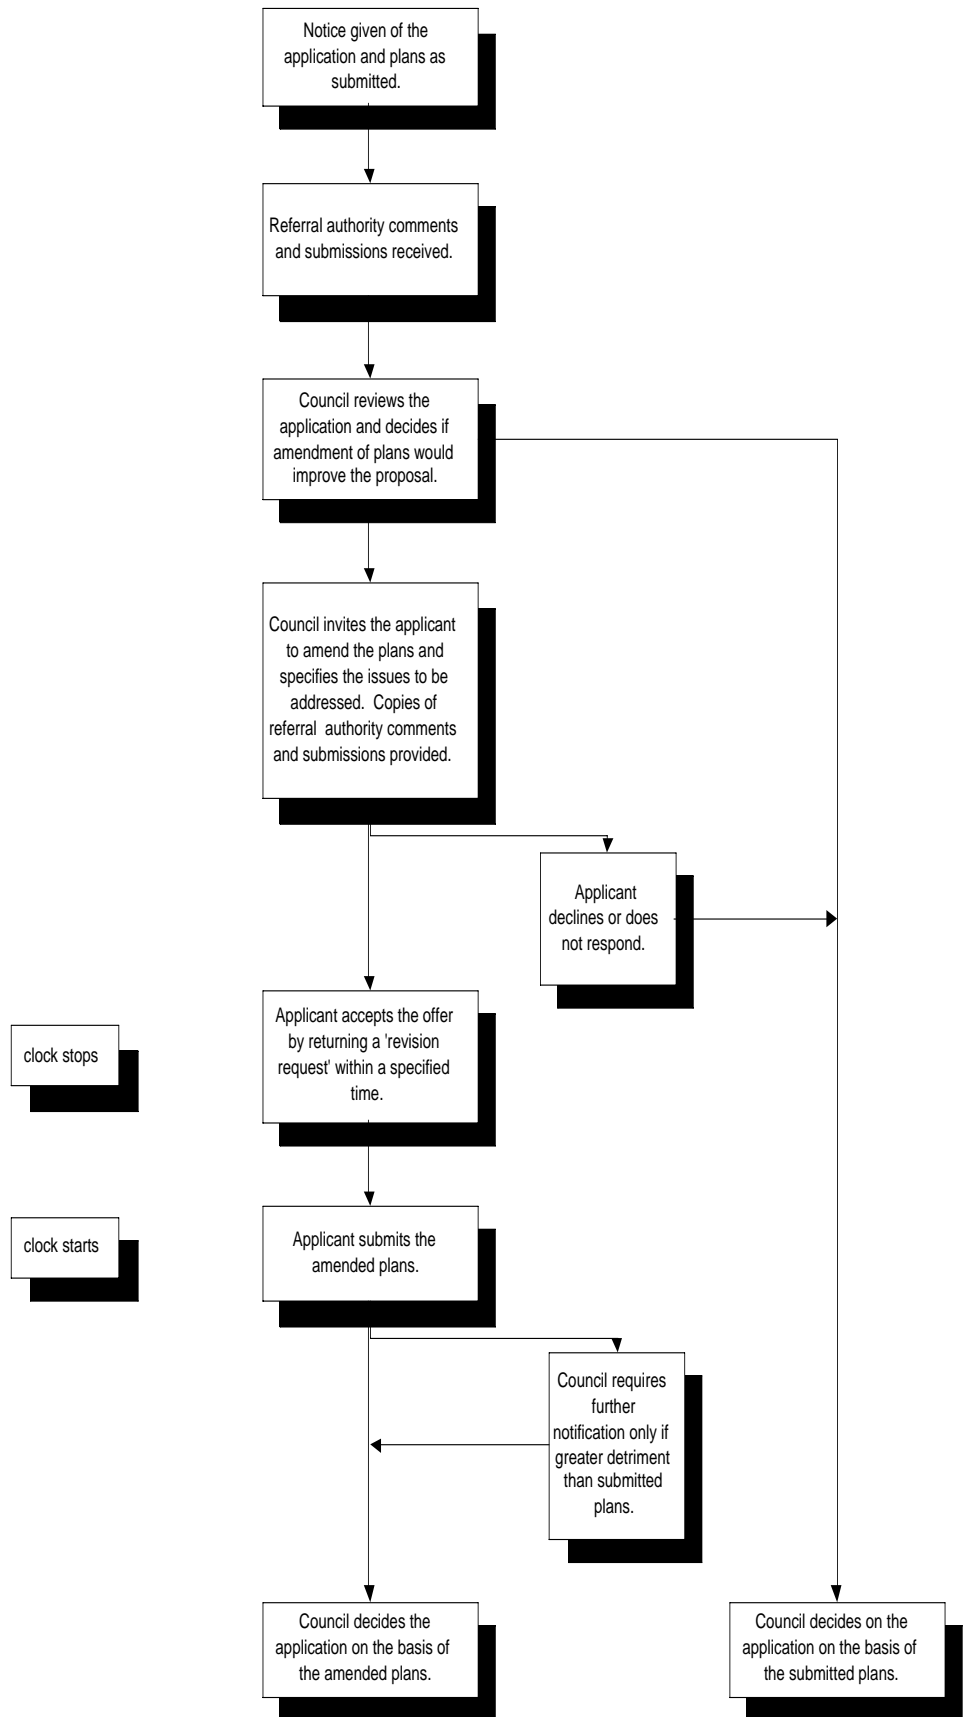 Notice given of the
application and plans as
submitted.
Referral authority comments
and submissions received.
Council reviews the
application and decides if
amendment of plans would
improve the proposal.
Council invites the applicant
to amend the plans and
specifies the issues to be
addressed.  Copies of
referral  authority comments
and submissions provided.
Applicant
declines or does
not respond.
Applicant accepts the offer
by returning a 'revision
request' within a specified
time.
clock stops
clock starts
Applicant submits the
amended plans.
Council requires
further
notification only if
greater detriment
than submitted
plans.
Council decides the
application on the basis of
the amended plans.
Council decides on the
application on the basis of
the submitted plans.